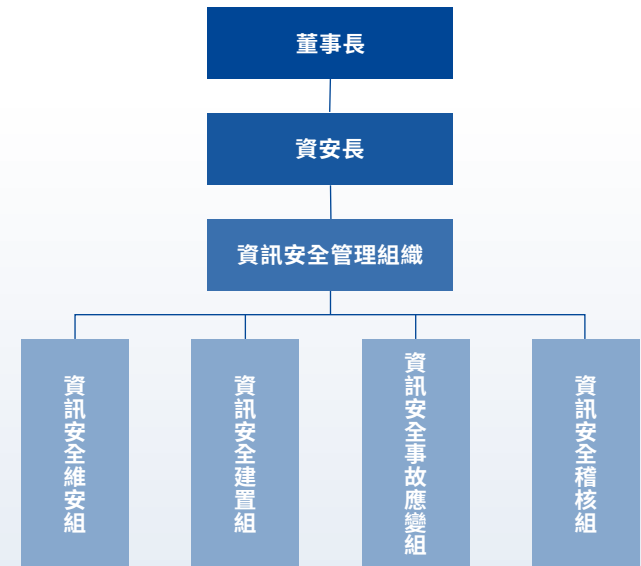 董事長
資安長
資訊安全管理組織
資訊安全維安組
資訊安全建置組
資訊安全事故應變組
資訊安全稽核組